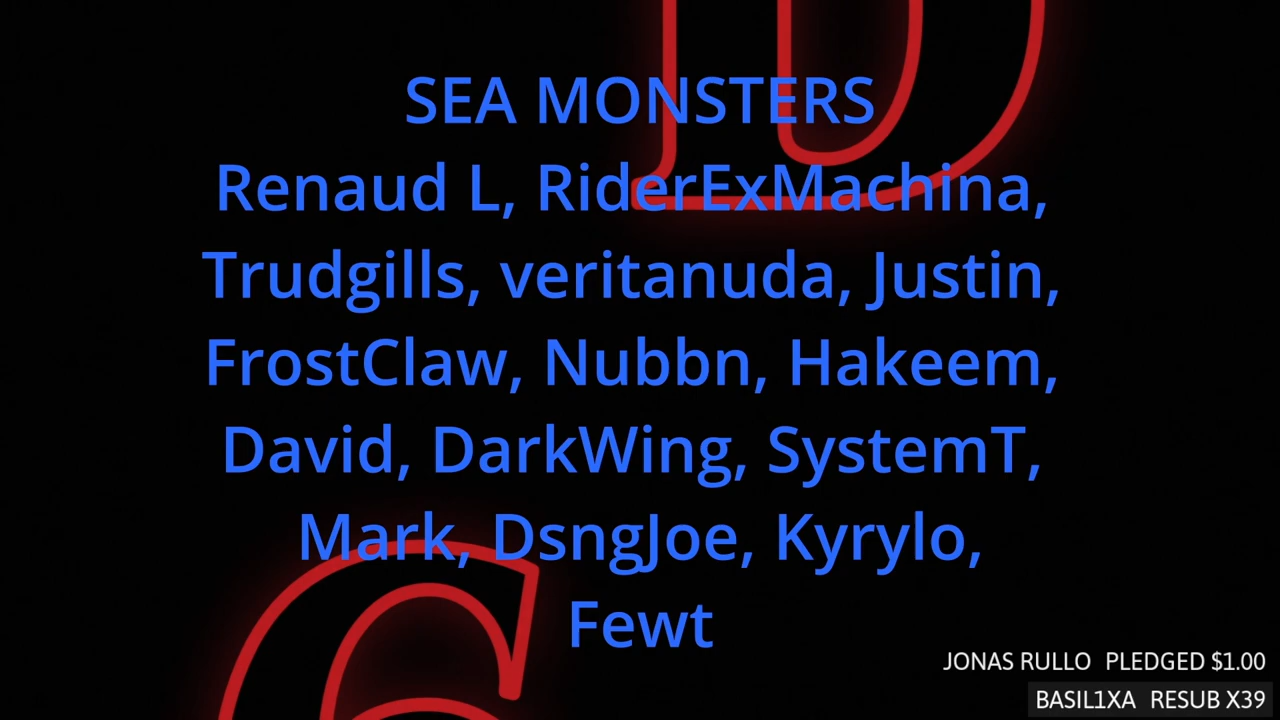 SEA MONSTERS
Renaud L, RiderExMachina,
Trudgills, veritanuda, Justin,
FrostClaw, Nubbn, Hakeem,
David, DarkWing, SystemT,
Mark, DsngJoe, Kyrylo,
Fewt
JONAS RULLO PLEDGED $1.00
BASIL1XA RESUB X39